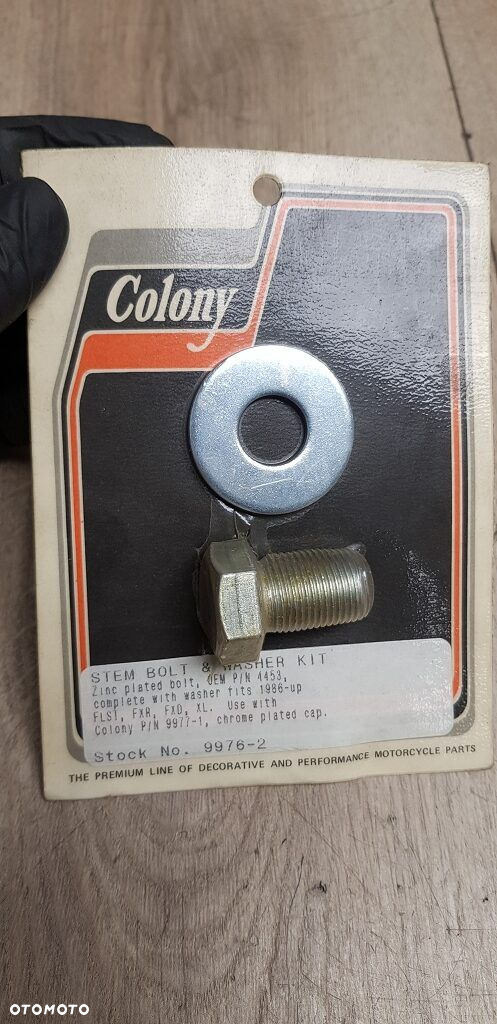 Colony
STEM BOLT & WASHER KIT
Zinc plated bolt, OEM P/N 4453,
complete with washer fits 1986-up
FLST, FXR, FXD, XL. Use with
Colony P/N 9977-1, chrome plated cap.
Stock No. 9976-2
THE PREMIUM LINE OF DECORATIVE AND PERFORMANCE MOTORCYCLE PARTS
OTOMOTO